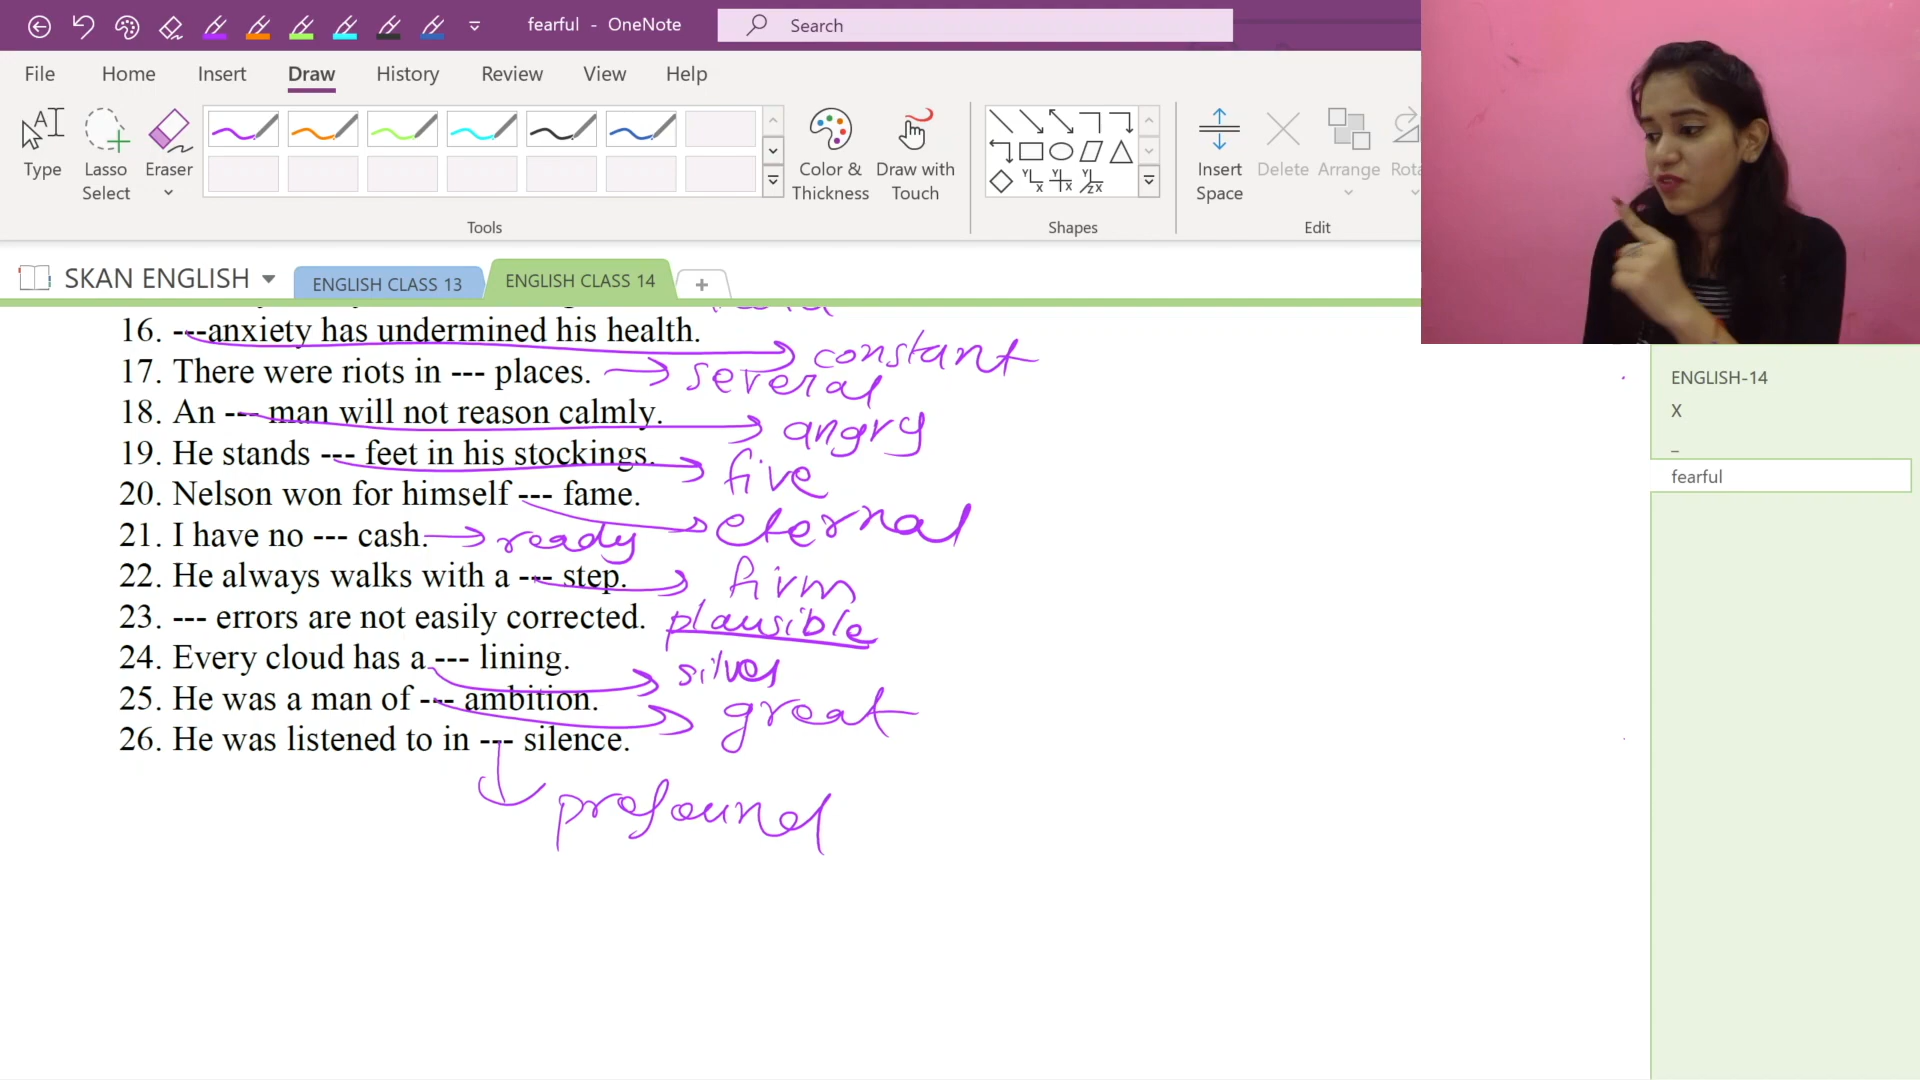 fearful - OneNote
Search
File Home Insert Draw History Review View Help
Type
Lasso Select
Eraser
Color & Thickness
Draw with Touch
Insert Space
Delete
Arrange
Rota
Tools
Shapes
Edit
SKAN ENGLISH
ENGLISH CLASS 13
ENGLISH CLASS 14
16. ---anxiety has undermined his health. constant
17. There were riots in --- places. several
18. An --- man will not reason calmly. angry
19. He stands --- feet in his stockings. five
20. Nelson won for himself --- fame. eternal
21. I have no --- cash. ready
22. He always walks with a --- step. firm
23. --- errors are not easily corrected. plausible
24. Every cloud has a --- lining. silver
25. He was a man of --- ambition. great
26. He was listened to in --- silence.
profound
ENGLISH-14
X
_
fearful